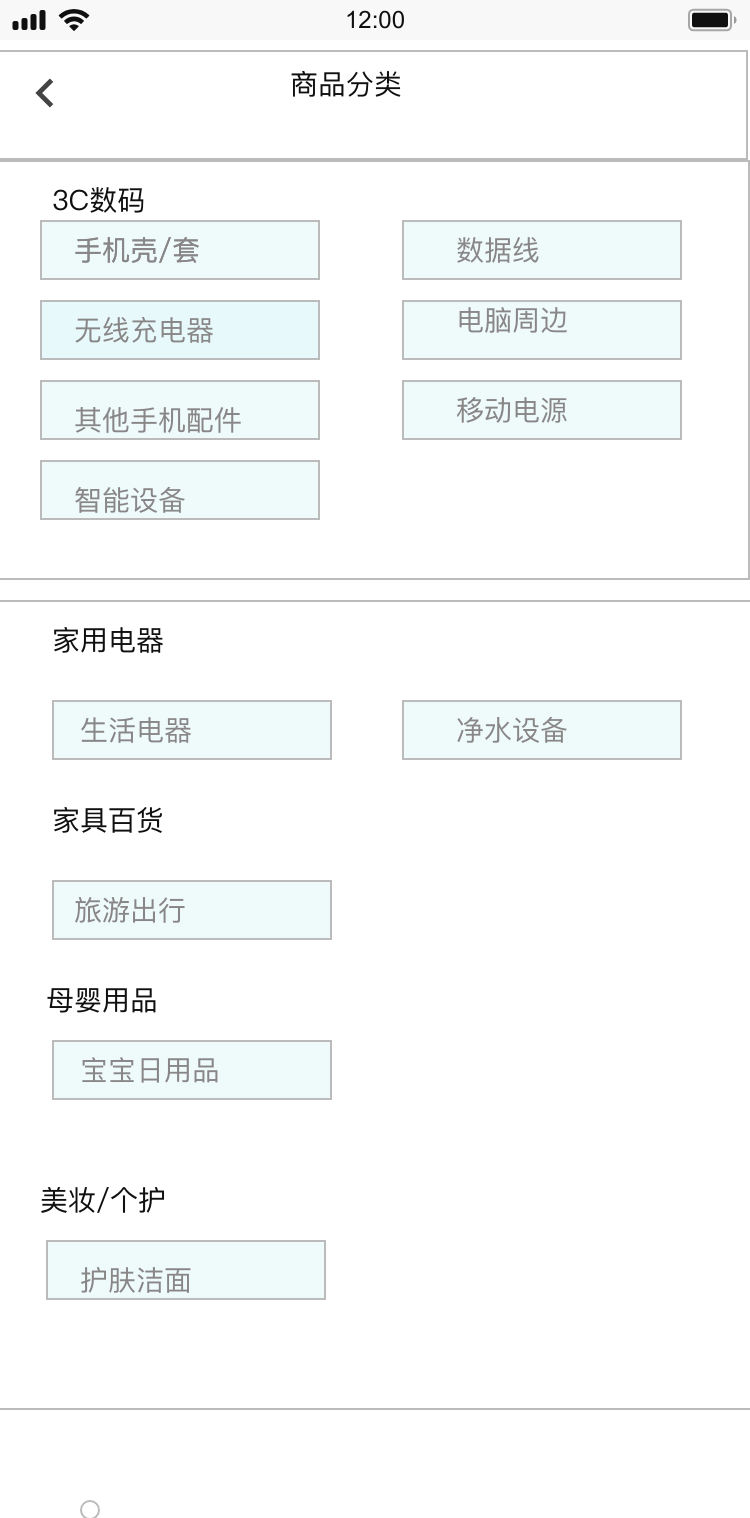 12:00
商品分类
3C数码
手机壳/套
数据线
无线充电器
电脑周边
其他手机配件
移动电源
智能设备
家用电器
生活电器
净水设备
家具百货
旅游出行
母婴用品
宝宝日用品
美妆/个护
护肤洁面